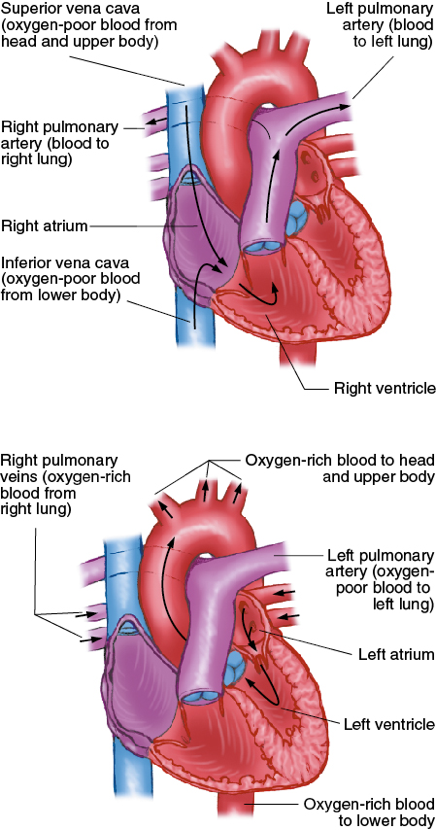 Superior vena cava
(oxygen-poor blood from
head and upper body)
Left pulmonary
artery (blood
to left lung)
Right pulmonary
artery (blood to
right lung)
Right atrium
Inferior vena cava
(oxygen-poor blood
from lower body)
Right ventricle
Right pulmonary
veins (oxygen-rich
blood from
right lung)
Oxygen-rich blood to head
and upper body
Left pulmonary
artery (oxygen-
poor blood to
left lung)
Left atrium
Left ventricle
Oxygen-rich blood
to lower body